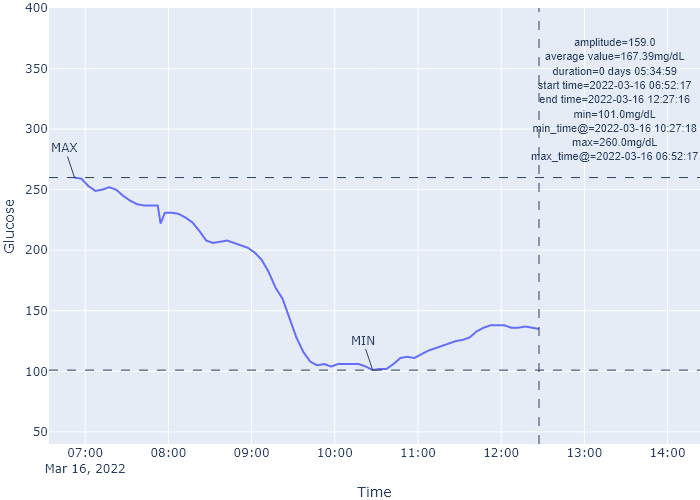 400
350
300
250
200
150
100
50
Glucose
amplitude=159.0
average value=167.39mg/dL
duration=0 days 05:34:59
start time=2022-03-16 06:52:17
end time=2022-03-16 12:27:16
min=101.0mg/dL
min_time@=2022-03-16 10:27:18
max=260.0mg/dL
max_time@=2022-03-16 06:52:17
MAX
MIN
07:00 08:00 09:00 10:00 11:00 12:00 13:00 14:00
Mar 16, 2022
Time